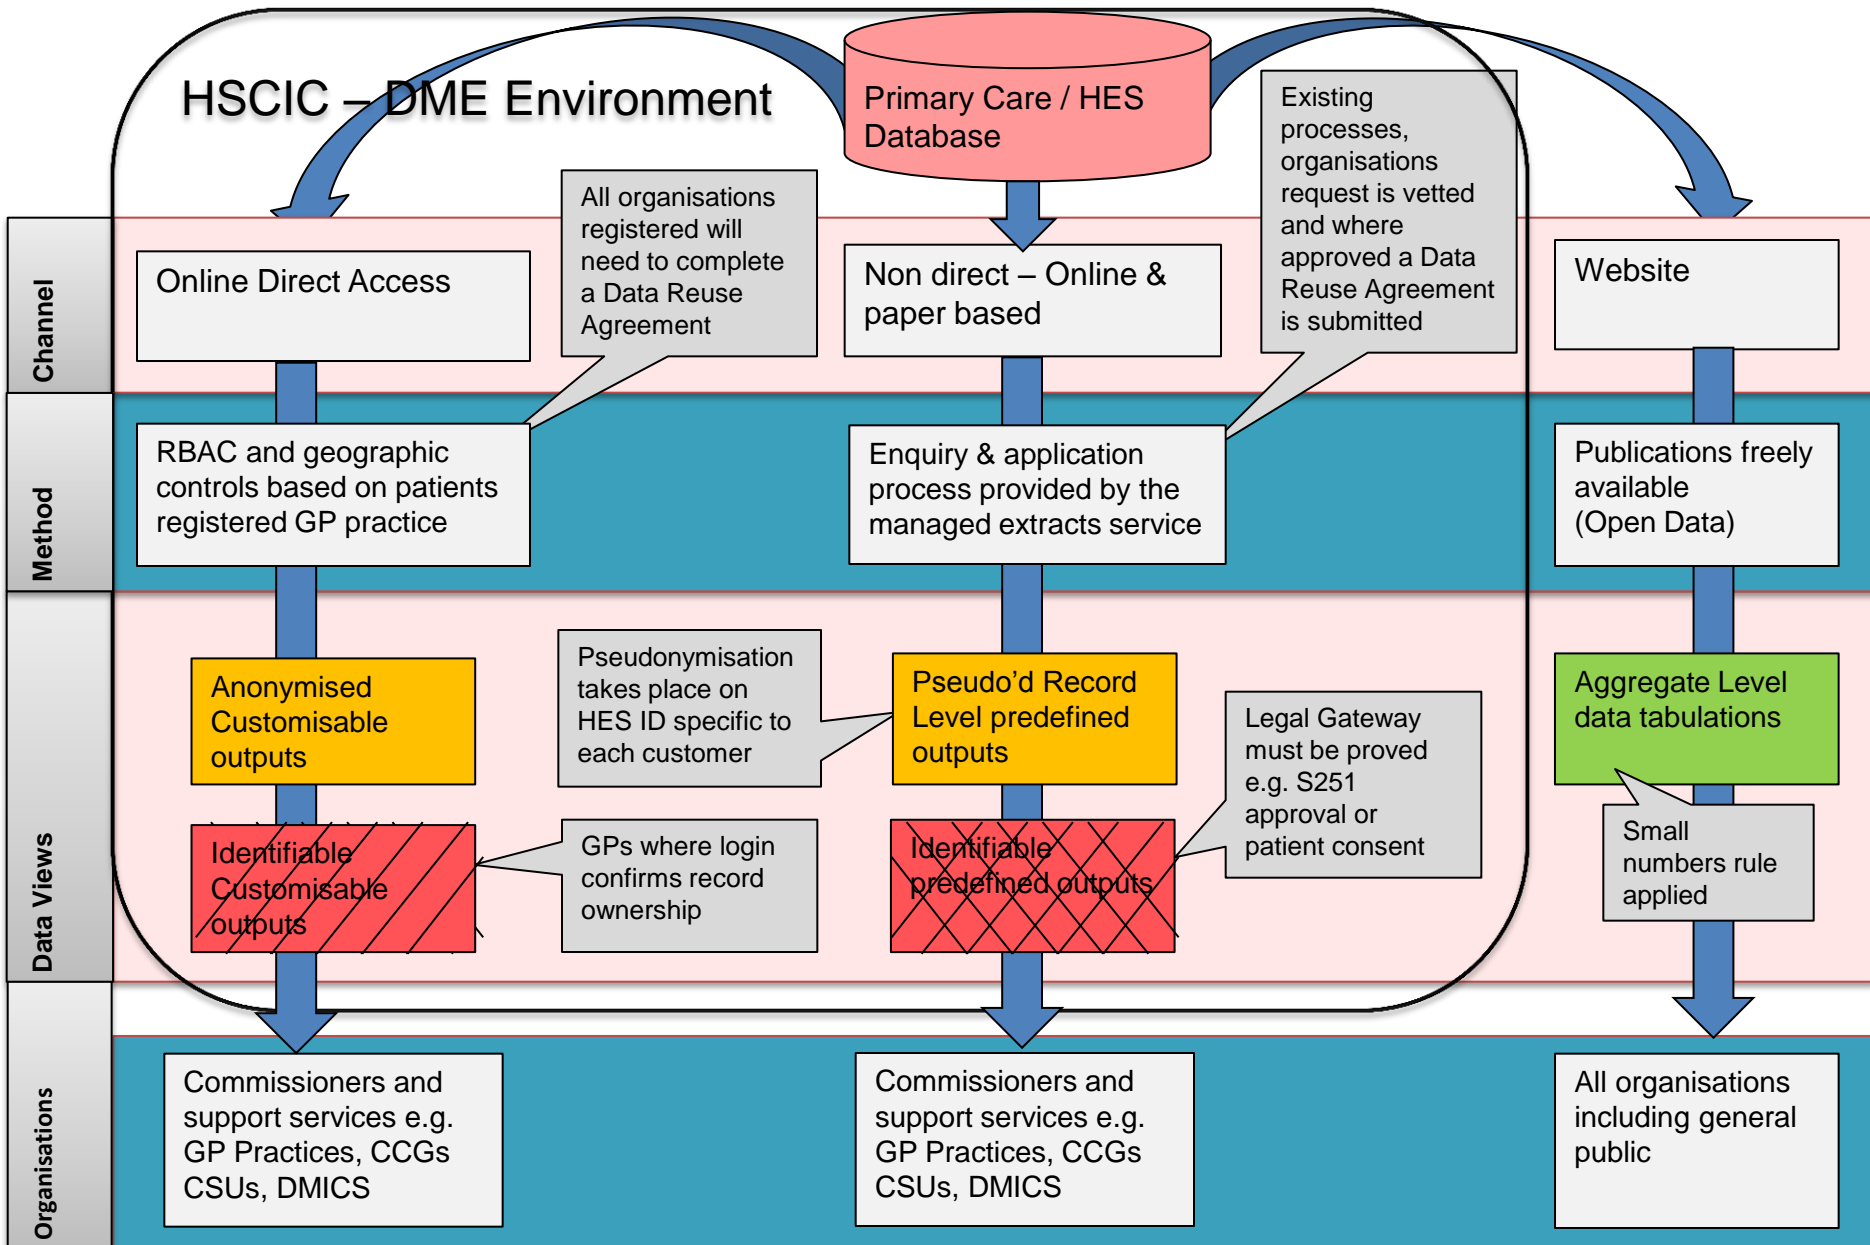 HSCIC – DME Environment
Primary Care / HES
Database
Existing
processes,
organisations
request is vetted
and where
approved a Data
Reuse Agreement
is submitted
All organisations
registered will
need to complete
a Data Reuse
Agreement
Channel
Online Direct Access
Non direct – Online &
paper based
Website
Method
RBAC and geographic
controls based on patients
registered GP practice
Enquiry & application
process provided by the
managed extracts service
Publications freely
available
(Open Data)
Data Views
Anonymised
Customisable
outputs
Pseudonymisation
takes place on
HES ID specific to
each customer
Pseudo’d Record
Level predefined
outputs
Legal Gateway
must be proved
e.g. S251
approval or
patient consent
Aggregate Level
data tabulations
Identifiable
Customisable
outputs
GPs where login
confirms record
ownership
Identifiable
predefined outputs
Small
numbers rule
applied
Organisations
Commissioners and
support services e.g.
GP Practices, CCGs
CSUs, DMICS
Commissioners and
support services e.g.
GP Practices, CCGs
CSUs, DMICS
All organisations
including general
public